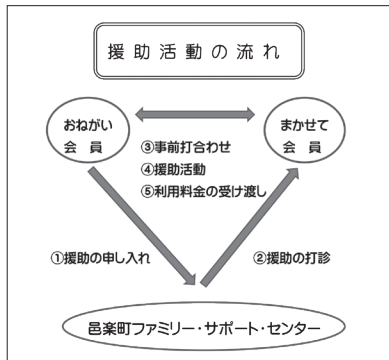 援助活動の流れ
おねがい
会員
まかせて
会員
③事前打合わせ
④援助活動
⑤利用料金の受け渡し
①援助の申し入れ
②援助の打診
邑楽町ファミリー・サポート・センター